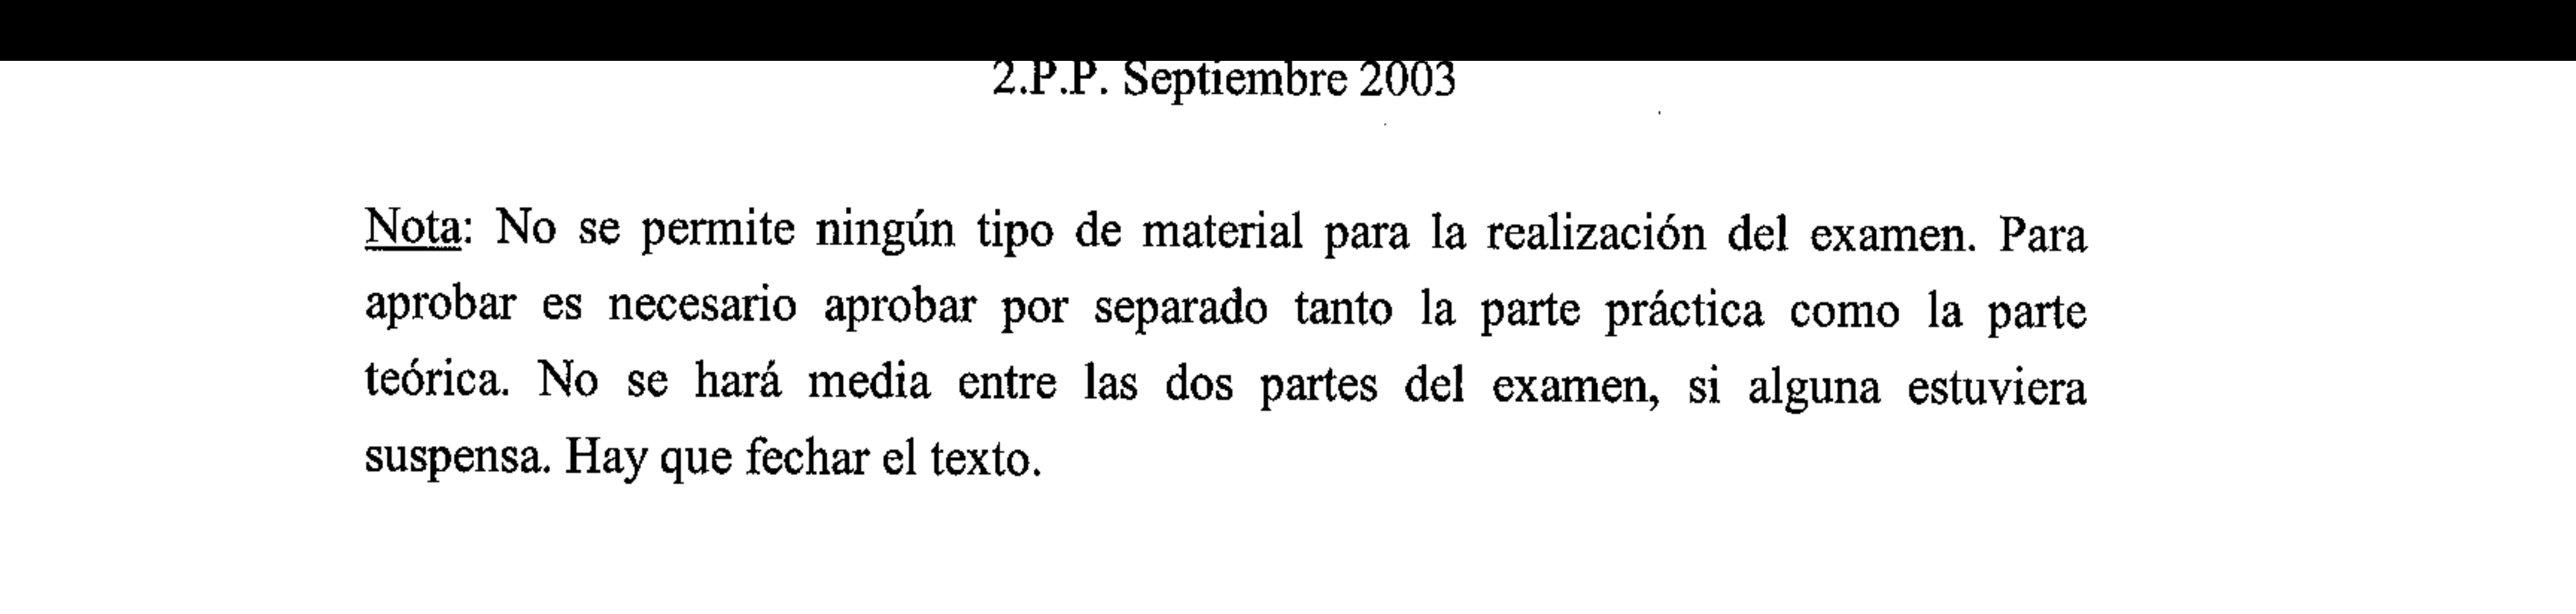 2.P.P. Septiembre 2003
Nota: No se permite ningún tipo de material para la realización del examen. Para
aprobar es necesario aprobar por separado tanto la parte práctica como la parte
teórica. No se hará media entre las dos partes del examen, si alguna estuviera
suspensa. Hay que fechar el texto.